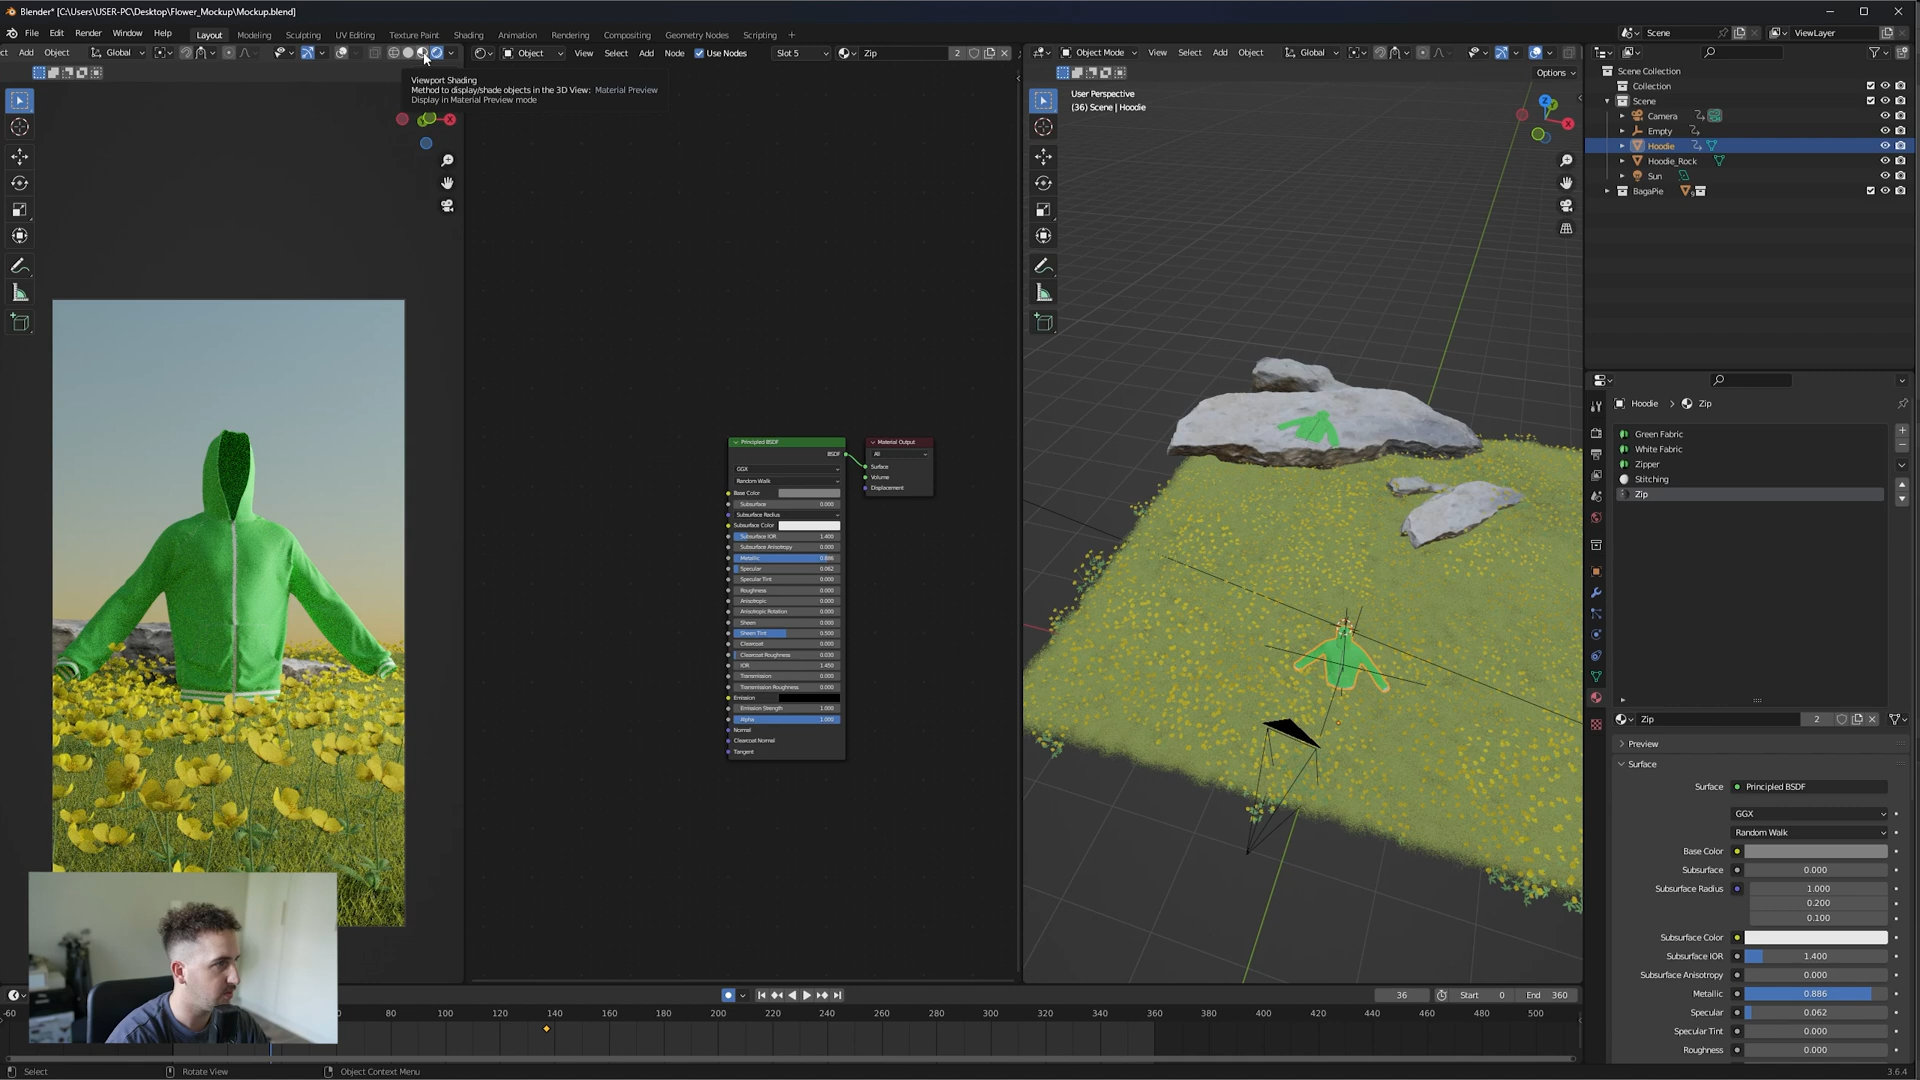 Blender* [C:\Users\USER-PC\Desktop\Flower_Mockup\Mockup.blend]
File Edit Render Window Help
Layout Modeling Sculpting UV Editing Texture Paint Shading Animation Rendering Compositing Geometry Nodes Scripting +
Scene
ViewLayer
Add Object Global
Object View Select Add Node Use Nodes Slot 5 Zip 2
Object Mode View Select Add Object Global
Options
Viewport Shading
Method to display/shade objects in the 3D View: Material Preview
Display in Material Preview mode
X
User Perspective
(36) Scene | Hoodie
Z
X
Scene Collection
Collection
Scene
Camera
Empty
Hoodie
Hoodie_Rock
Sun
BagaPie
Principled BSDF
BSDF
GGX
Random Walk
Base Color
Subsurface 0.000
Subsurface Radius
Subsurface Color
Subsurface IOR 1.400
Subsurface Anisotropy 0.000
Metallic 0.886
Specular 0.062
Specular Tint 0.000
Roughness 0.000
Anisotropic 0.000
Anisotropic Rotation 0.000
Sheen 0.000
Sheen Tint 0.500
Clearcoat 0.000
Clearcoat Roughness 0.030
IOR 1.450
Transmission 0.000
Transmission Roughness 0.000
Emission
Emission Strength 1.000
Alpha 1.000
Normal
Clearcoat Normal
Tangent
Material Output
All
Surface
Volume
Displacement
Hoodie > Zip
Green Fabric
White Fabric
Zipper
Stitching
Zip
Zip 2
Preview
Surface
Surface Principled BSDF
GGX
Random Walk
Base Color
Subsurface 0.000
Subsurface Radius 1.000
0.200
0.100
Subsurface Color
Subsurface IOR 1.400
Subsurface Anisotropy 0.000
Metallic 0.886
Specular 0.062
Specular Tint 0.000
Roughness 0.000
36 Start 0 End 360
-60 80 100 120 140 160 180 200 220 240 260 280 300 320 340 360 380 400 420 440 460 480 500
Select Rotate View Object Context Menu
3.6.4